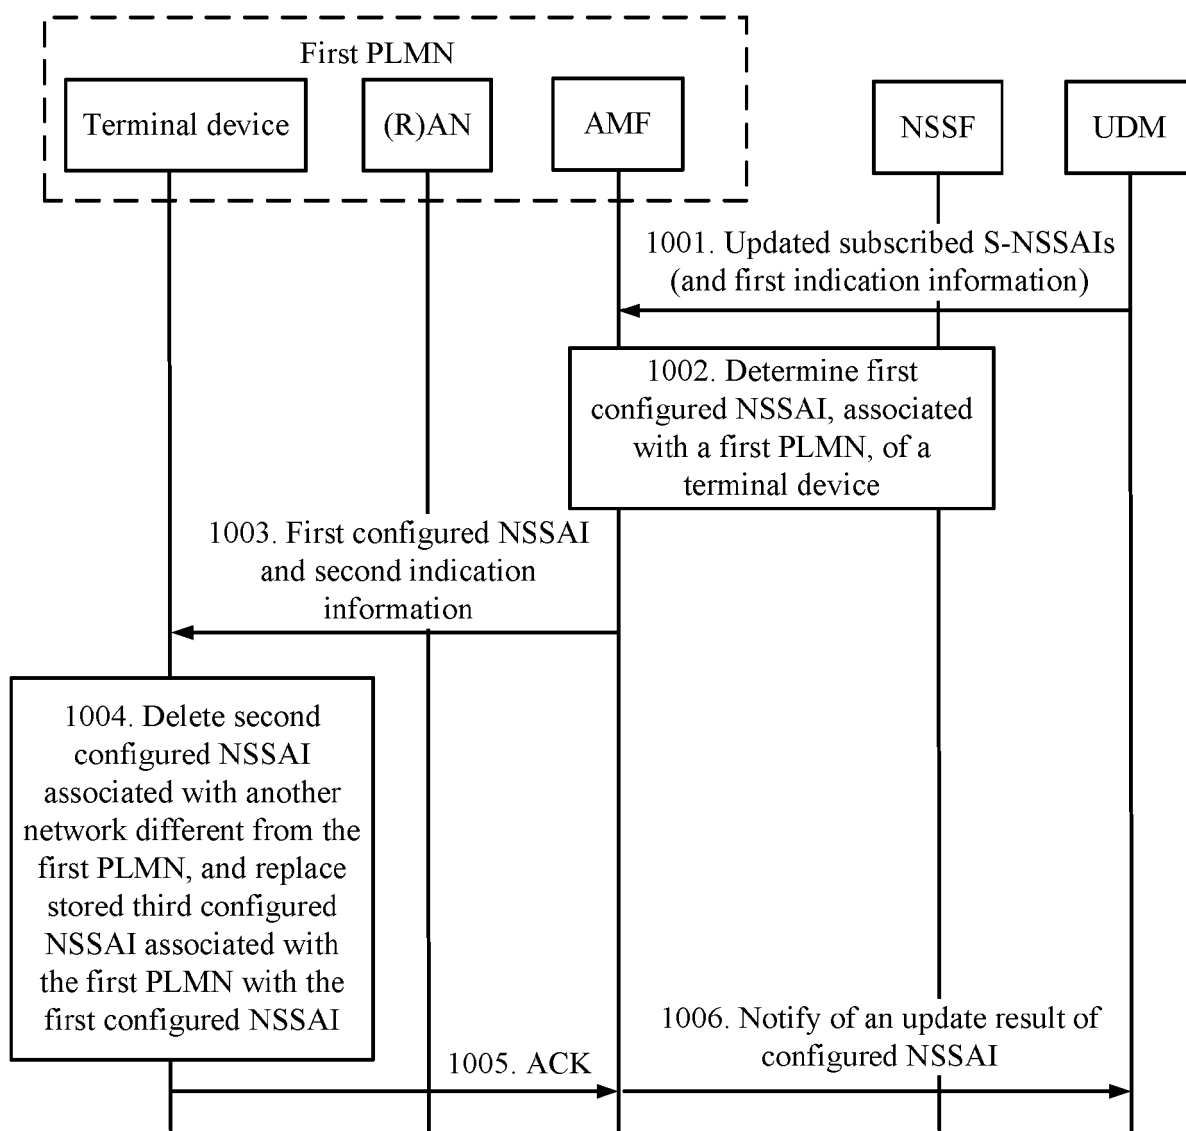 First PLMN
Terminal device
(R)AN
AMF
NSSF
UDM
1001. Updated subscribed S-NSSAIs
(and first indication information)
1002. Determine first
configured NSSAI, associated
with a first PLMN, of a
terminal device
1003. First configured NSSAI
and second indication
information
1004. Delete second
configured NSSAI
associated with another
network different from the
first PLMN, and replace
stored third configured
NSSAI associated with
the first PLMN with the
first configured NSSAI
1005. ACK
1006. Notify of an update result of
configured NSSAI